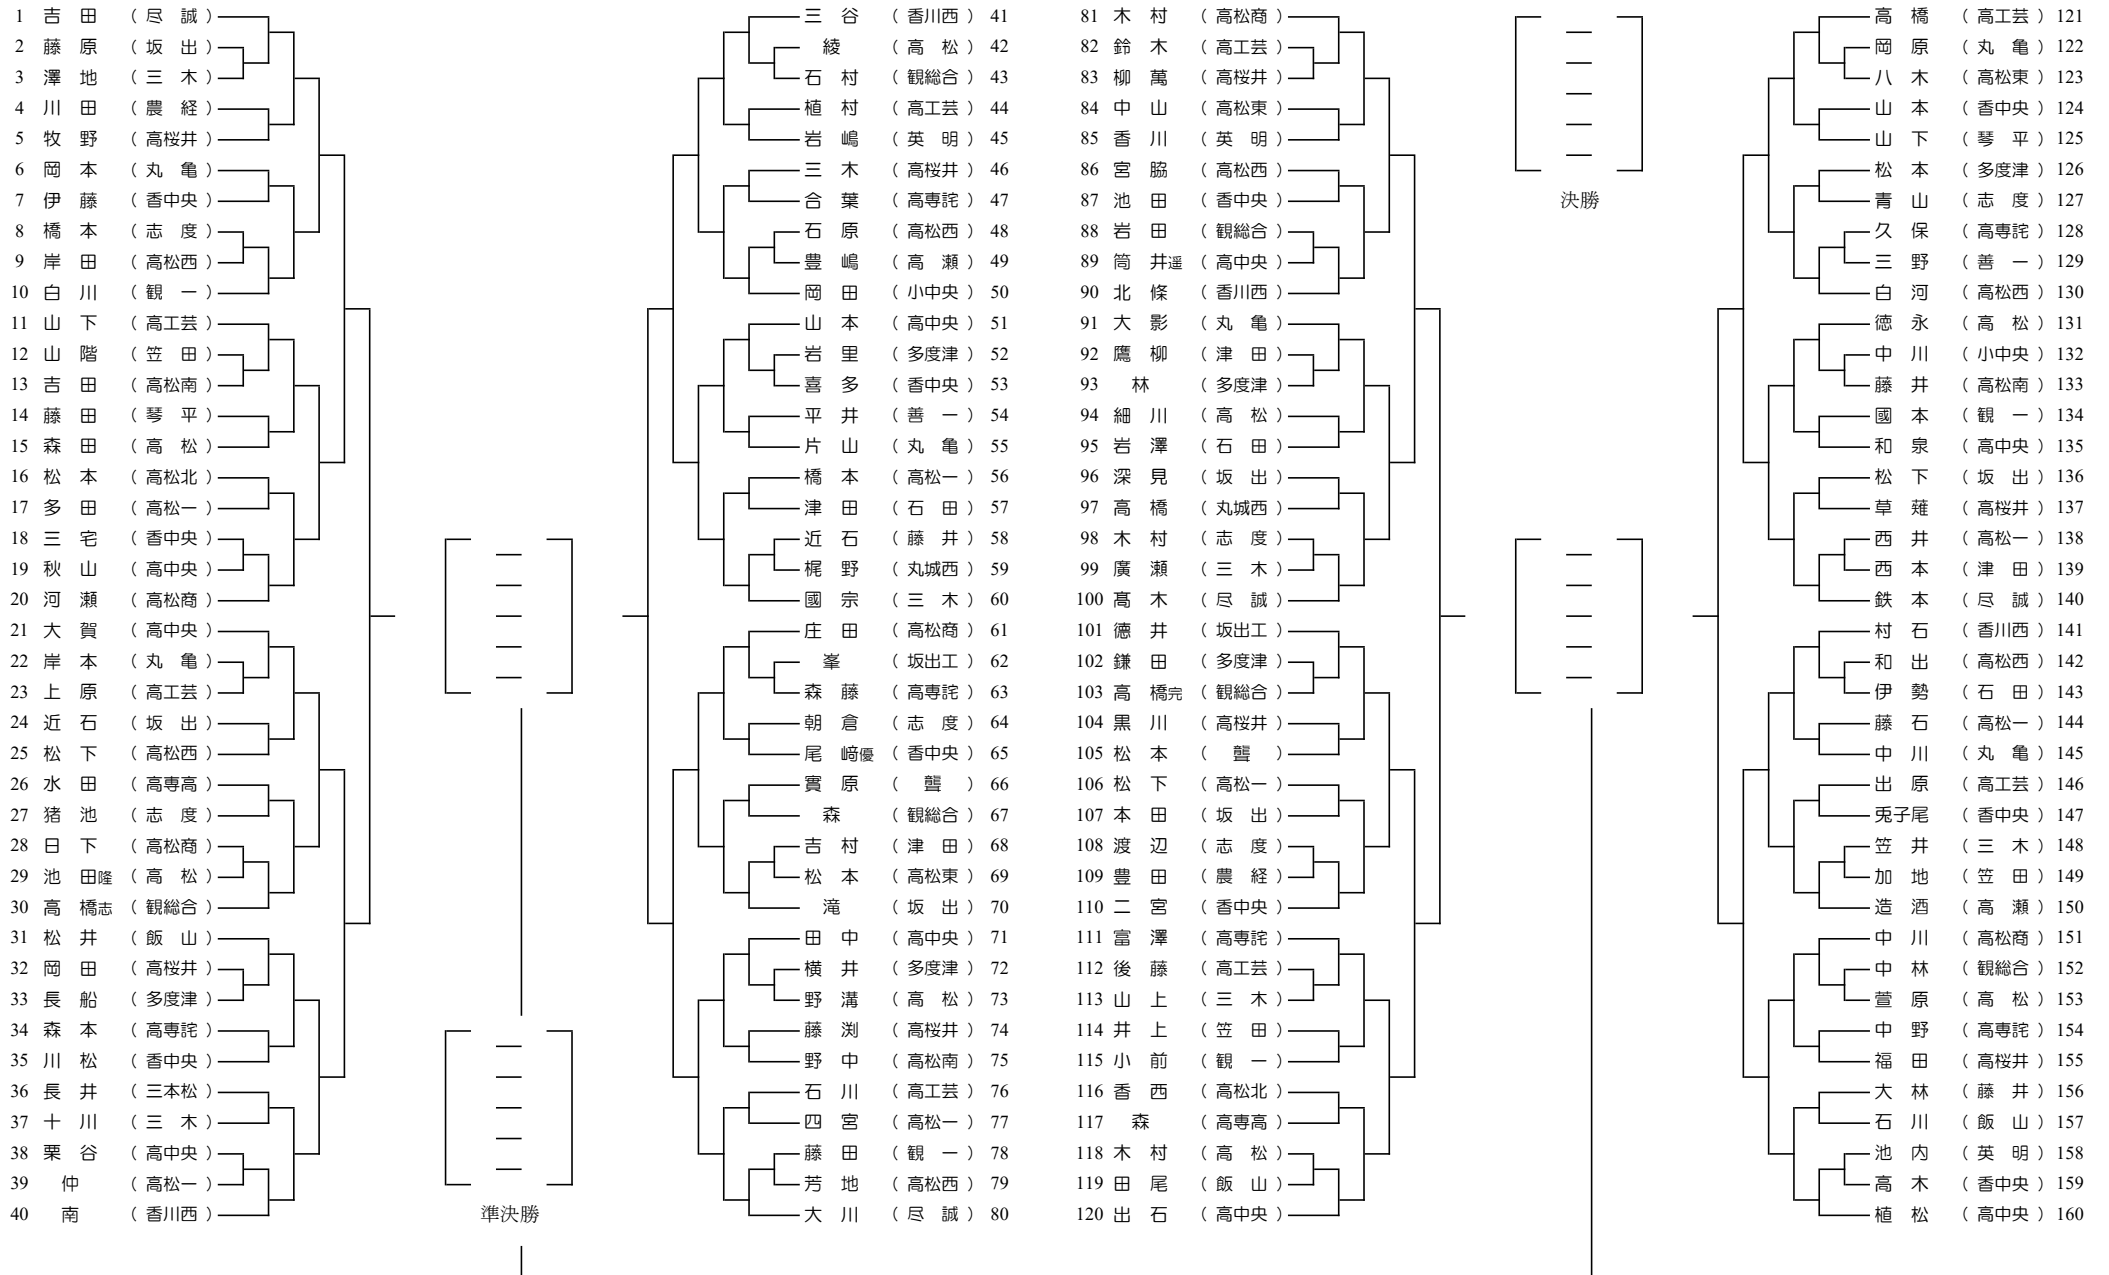 1 吉 田 ( 尽 誠 )
2 藤 原 ( 坂 出 )
3 澤 地 ( 三 木 )
4 川 田 ( 農 経 )
5 牧 野 ( 高桜井 )
6 岡 本 ( 丸 亀 )
7 伊 藤 ( 香中央 )
8 橋 本 ( 志 度 )
9 岸 田 ( 高松西 )
10 白 川 ( 観 一 )
11 山 下 ( 高工芸 )
12 山 階 ( 笠 田 )
13 吉 田 ( 高松南 )
14 藤 田 ( 琴 平 )
15 森 田 ( 高 松 )
16 松 本 ( 高松北 )
17 多 田 ( 高松一 )
18 三 宅 ( 香中央 )
19 秋 山 ( 高中央 )
20 河 瀬 ( 高松商 )
21 大 賀 ( 高中央 )
22 岸 本 ( 丸 亀 )
23 上 原 ( 高工芸 )
24 近 石 ( 坂 出 )
25 松 下 ( 高松西 )
26 水 田 ( 高専高 )
27 猪 池 ( 志 度 )
28 日 下 ( 高松商 )
29 池 田隆 ( 高 松 )
30 高 橋志 ( 観総合 )
31 松 井 ( 飯 山 )
32 岡 田 ( 高桜井 )
33 長 船 ( 多度津 )
34 森 本 ( 高専詫 )
35 川 松 ( 香中央 )
36 長 井 ( 三本松 )
37 十 川 ( 三 木 )
38 栗 谷 ( 高中央 )
39 仲 ( 高松一 )
40 南 ( 香川西 )
準決勝
三 谷 ( 香川西 ) 41
綾 ( 高 松 ) 42
石 村 ( 観総合 ) 43
植 村 ( 高工芸 ) 44
岩 嶋 ( 英 明 ) 45
三 木 ( 高桜井 ) 46
合 葉 ( 高専詫 ) 47
石 原 ( 高松西 ) 48
豊 嶋 ( 高 瀬 ) 49
岡 田 ( 小中央 ) 50
山 本 ( 高中央 ) 51
岩 里 ( 多度津 ) 52
喜 多 ( 香中央 ) 53
平 井 ( 善 一 ) 54
片 山 ( 丸 亀 ) 55
橋 本 ( 高松一 ) 56
津 田 ( 石 田 ) 57
近 石 ( 藤 井 ) 58
梶 野 ( 丸城西 ) 59
國 宗 ( 三 木 ) 60
庄 田 ( 高松商 ) 61
峯 ( 坂出工 ) 62
森 藤 ( 高専詫 ) 63
朝 倉 ( 志 度 ) 64
尾 﨑優 ( 香中央 ) 65
實 原 ( 聾 ) 66
森 ( 観総合 ) 67
吉 村 ( 津 田 ) 68
松 本 ( 高松東 ) 69
滝 ( 坂 出 ) 70
田 中 ( 高中央 ) 71
横 井 ( 多度津 ) 72
野 溝 ( 高 松 ) 73
藤 渕 ( 高桜井 ) 74
野 中 ( 高松南 ) 75
石 川 ( 高工芸 ) 76
四 宮 ( 高松一 ) 77
藤 田 ( 観 一 ) 78
芳 地 ( 高松西 ) 79
大 川 ( 尽 誠 ) 80
81 木 村 ( 高松商 )
82 鈴 木 ( 高工芸 )
83 柳 萬 ( 高桜井 )
84 中 山 ( 高松東 )
85 香 川 ( 英 明 )
86 宮 脇 ( 高松西 )
87 池 田 ( 香中央 )
88 岩 田 ( 観総合 )
89 筒 井遥 ( 高中央 )
90 北 條 ( 香川西 )
91 大 影 ( 丸 亀 )
92 鷹 柳 ( 津 田 )
93 林 ( 多度津 )
94 細 川 ( 高 松 )
95 岩 澤 ( 石 田 )
96 深 見 ( 坂 出 )
97 高 橋 ( 丸城西 )
98 木 村 ( 志 度 )
99 廣 瀬 ( 三 木 )
100 髙 木 ( 尽 誠 )
101 德 井 ( 坂出工 )
102 鎌 田 ( 多度津 )
103 高 橋完 ( 観総合 )
104 黒 川 ( 高桜井 )
105 松 本 ( 聾 )
106 松 下 ( 高松一 )
107 本 田 ( 坂 出 )
108 渡 辺 ( 志 度 )
109 豊 田 ( 農 経 )
110 二 宮 ( 香中央 )
111 富 澤 ( 高専詫 )
112 後 藤 ( 高工芸 )
113 山 上 ( 三 木 )
114 井 上 ( 笠 田 )
115 小 前 ( 観 一 )
116 香 西 ( 高松北 )
117 森 ( 高専高 )
118 木 村 ( 高 松 )
119 田 尾 ( 飯 山 )
120 出 石 ( 高中央 )
決勝
高 橋 ( 高工芸 ) 121
岡 原 ( 丸 亀 ) 122
八 木 ( 高松東 ) 123
山 本 ( 香中央 ) 124
山 下 ( 琴 平 ) 125
松 本 ( 多度津 ) 126
青 山 ( 志 度 ) 127
久 保 ( 高専詫 ) 128
三 野 ( 善 一 ) 129
白 河 ( 高松西 ) 130
徳 永 ( 高 松 ) 131
中 川 ( 小中央 ) 132
藤 井 ( 高松南 ) 133
國 本 ( 観 一 ) 134
和 泉 ( 高中央 ) 135
松 下 ( 坂 出 ) 136
草 薙 ( 高桜井 ) 137
西 井 ( 高松一 ) 138
西 本 ( 津 田 ) 139
鉄 本 ( 尽 誠 ) 140
村 石 ( 香川西 ) 141
和 出 ( 高松西 ) 142
伊 勢 ( 石 田 ) 143
藤 石 ( 高松一 ) 144
中 川 ( 丸 亀 ) 145
出 原 ( 高工芸 ) 146
兎子尾 ( 香中央 ) 147
笠 井 ( 三 木 ) 148
加 地 ( 笠 田 ) 149
造 酒 ( 高 瀬 ) 150
中 川 ( 高松商 ) 151
中 林 ( 観総合 ) 152
萱 原 ( 高 松 ) 153
中 野 ( 高専詫 ) 154
福 田 ( 高桜井 ) 155
大 林 ( 藤 井 ) 156
石 川 ( 飯 山 ) 157
池 内 ( 英 明 ) 158
高 木 ( 香中央 ) 159
植 松 ( 高中央 ) 160